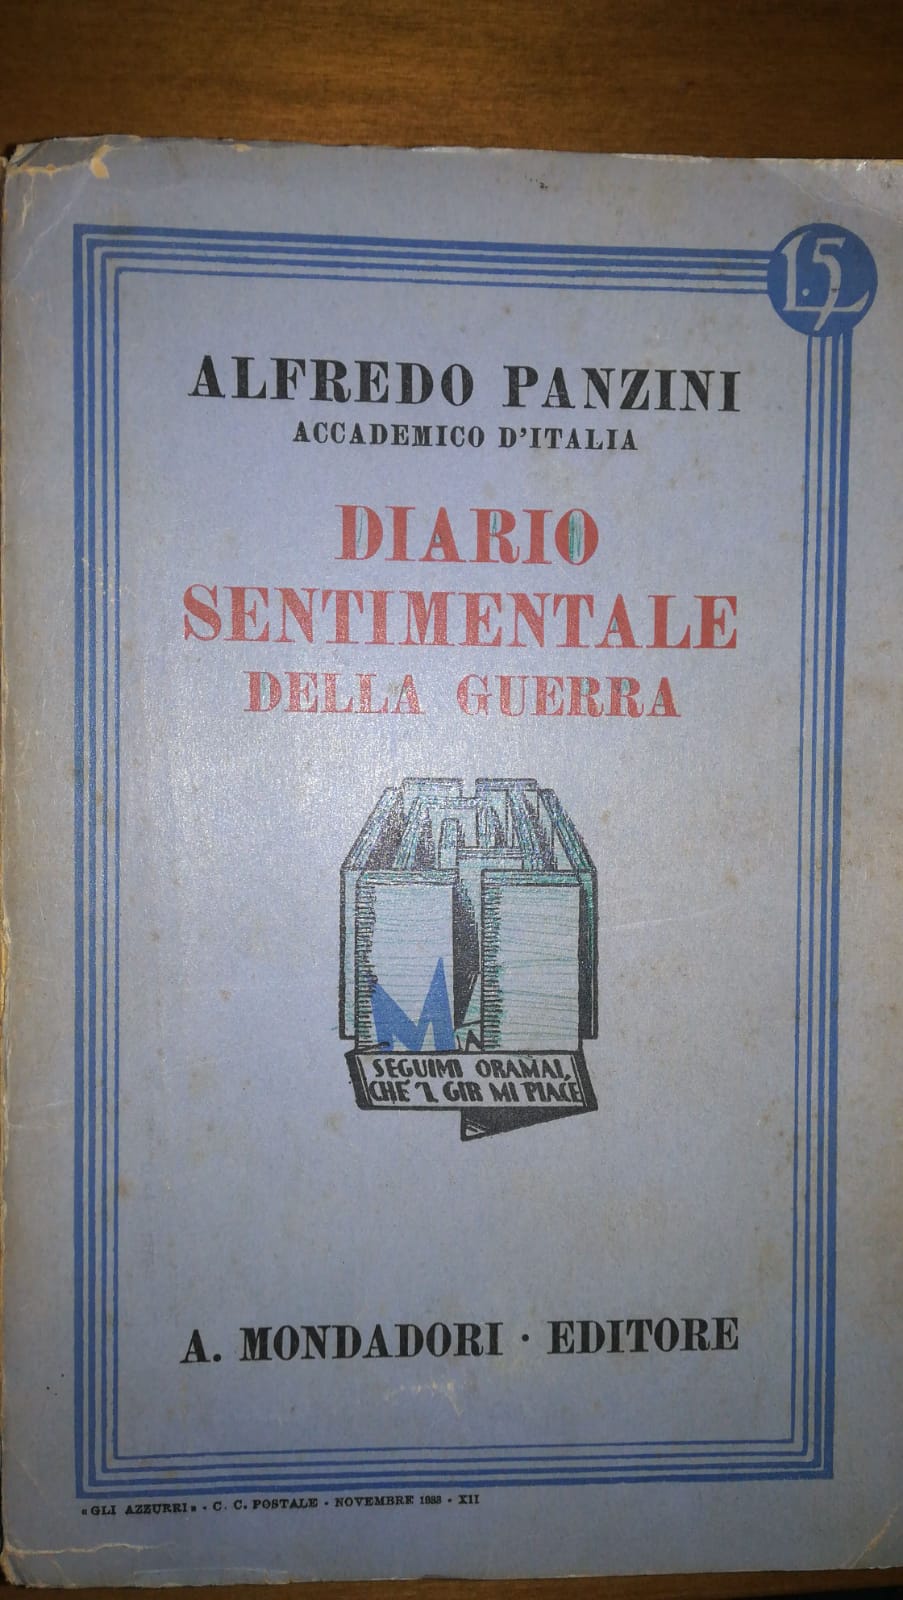 L.5
ALFREDO PANZINI
ACCADEMICO D'ITALIA
DIARIO
SENTIMENTALE
DELLA GUERRA
M
A
SEGUIMI ORAMAI,
CHÉ 'L GIR MI PIACE
A. MONDADORI · EDITORE
«GLI AZZURRI» - C. C. POSTALE - NOVEMBRE 1933 - XII